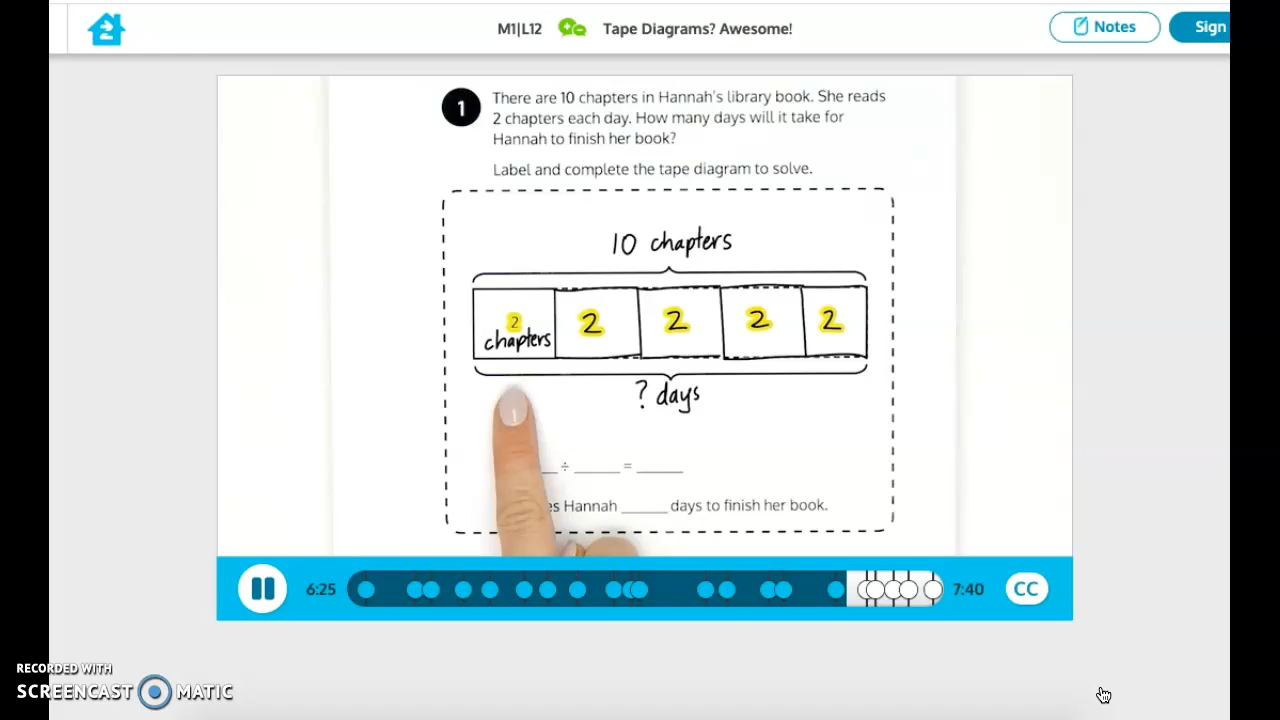 M1|L12 Tape Diagrams? Awesome! Notes Sign
1 There are 10 chapters in Hannah's library book. She reads
2 chapters each day. How many days will it take for
Hannah to finish her book?
Label and complete the tape diagram to solve.
10 chapters
2 2 2 2 2
chapters
? days
÷ =
es Hannah ______ days to finish her book.
6:25 7:40 CC
RECORDED WITH
SCREENCAST MATIC